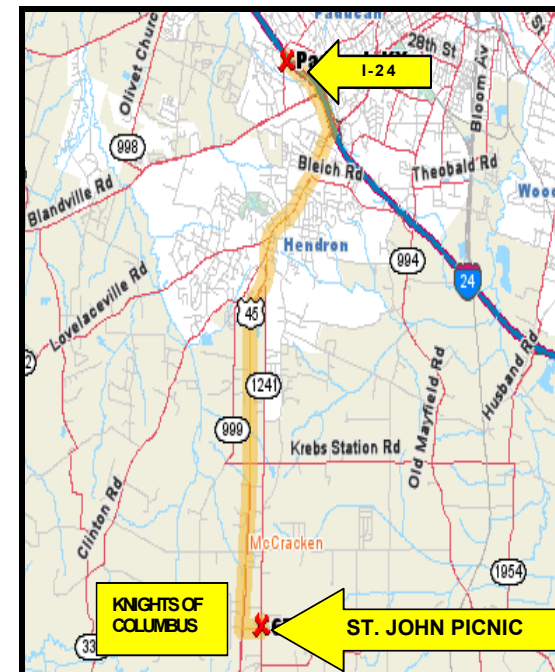 Paducah
28th St
I-24
Olivet Church
Bloom Av
998
Bleich Rd
Theobald Rd
Blandville Rd
Hendron
994
24
Lovelaceville Rd
45
1241
999
Husband Rd
Old Mayfield Rd
Krebs Station Rd
Clinton Rd
McCracken
1954
KNIGHTS OF
COLUMBUS
ST. JOHN PICNIC